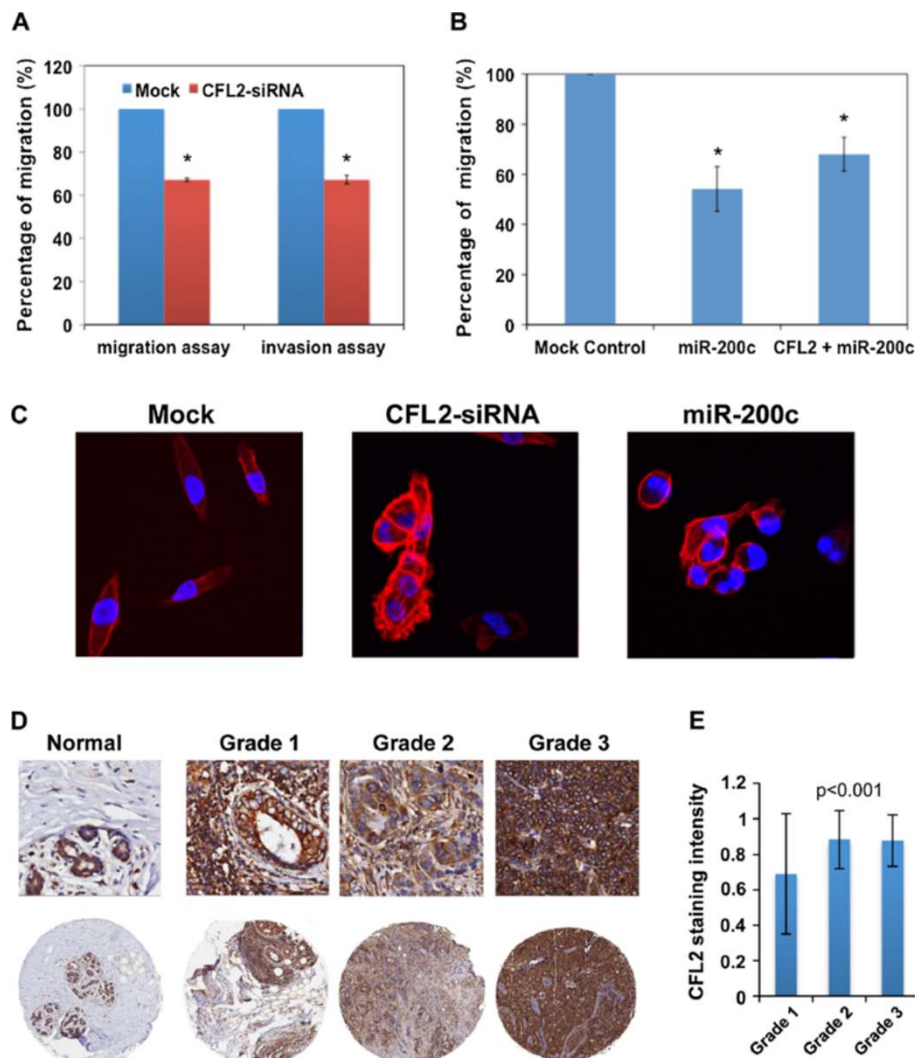 A
Percentage of migration (%)
120
100
80
60
40
20
0
Mock CFL2-siRNA
*
*
migration assay invasion assay
B
Percentage of migration (%)
100
80
60
40
20
0
*
*
Mock Control miR-200c CFL2 + miR-200c
C
Mock CFL2-siRNA miR-200c
D
Normal Grade 1 Grade 2 Grade 3
E
CFL2 staining intensity
1.2
1
0.8
0.6
0.4
0.2
0
p<0.001
Grade 1 Grade 2 Grade 3